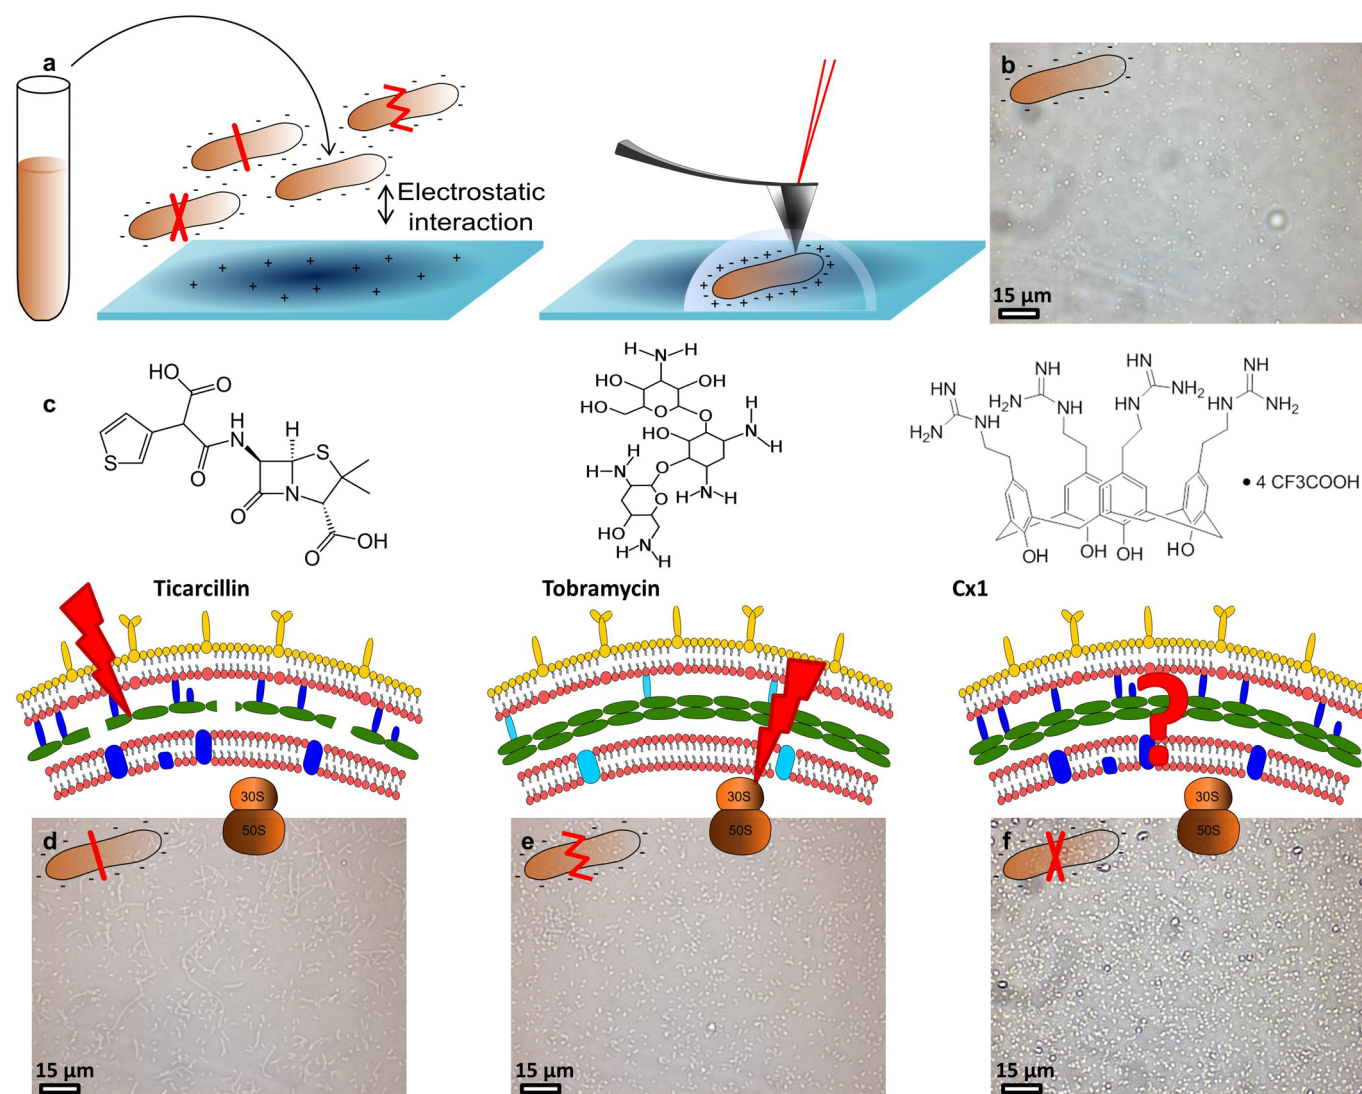 a
Electrostatic
interaction
b
15 µm
c
HO
O
S
O
HN
H
S
N
O
O
OH
Ticarcillin
H
N
H
HO
OH
HO
O
O
HO
H
N
H
H
N
H
O
O
H
N
H
HO
H
N
H
Tobramycin
NH
H2N
NH
NH
H2N
NH
NH
HN
NH2
NH
HN
NH2
OH
OH
OH
HO
• 4 CF3COOH
Cx1
30S
50S
30S
50S
?
30S
50S
d
15 µm
e
15 µm
f
15 µm